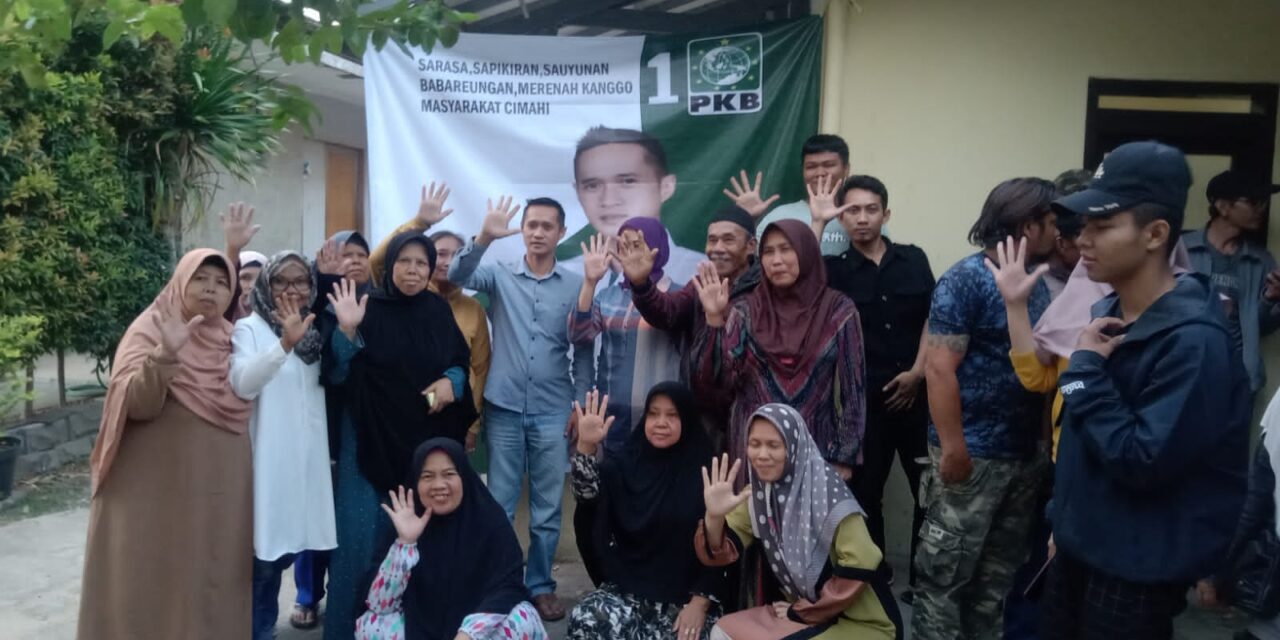 SARASA,SAPIKIRAN,SAUYUNAN
BABAREUNGAN,MERENAH KANGGO
MASYARAKAT CIMAHI
1
PKB